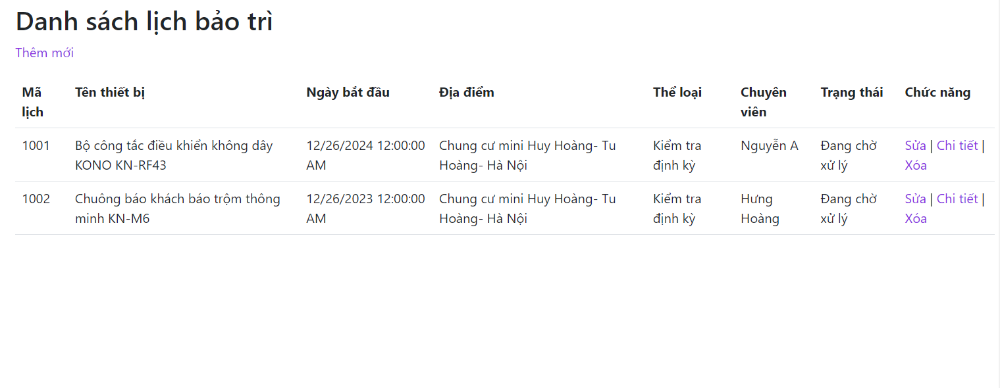 Danh sách lịch bảo trì
Thêm mới
Mã lịch Tên thiết bị Ngày bắt đầu Địa điểm Thể loại Chuyên viên Trạng thái Chức năng
1001 Bộ công tắc điều khiển không dây KONO KN-RF43 12/26/2024 12:00:00 AM Chung cư mini Huy Hoàng- Tu Hoàng- Hà Nội Kiểm tra định kỳ Nguyễn A Đang chờ xử lý Sửa | Chi tiết | Xóa
1002 Chuông báo khách báo trộm thông minh KN-M6 12/26/2023 12:00:00 AM Chung cư mini Huy Hoàng- Tu Hoàng- Hà Nội Kiểm tra định kỳ Hưng Hoàng Đang chờ xử lý Sửa | Chi tiết | Xóa